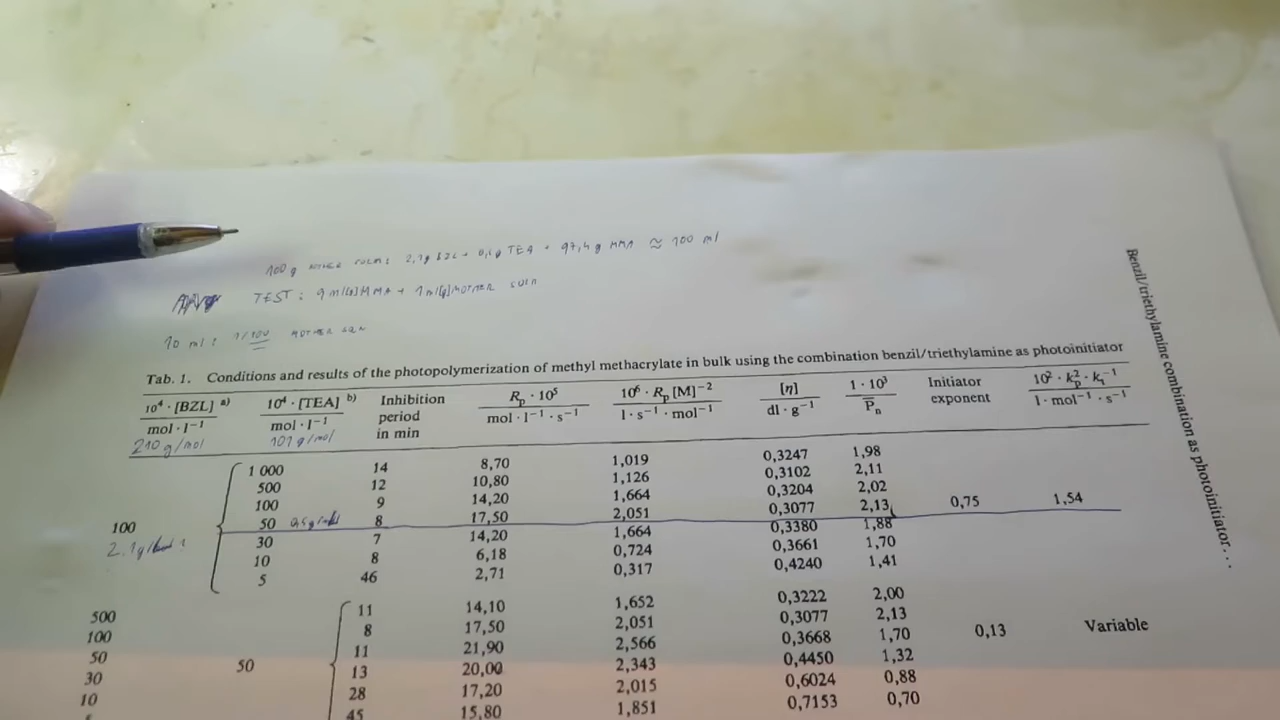 100 g MOTHER SOLN: 2,1g BZL + 0,5g TEA + 97,4 g MMA ≈ 100 ml
TEST: 9 ml[g]MMA + 1 ml[g]MOTHER SOLN
10 ml: 1/100 MOTHER SOLN
Tab. 1. Conditions and results of the photopolymerization of methyl methacrylate in bulk using the combination benzil/triethylamine as photoinitiator
10⁴ · [BZL] ᵃ⁾ 10⁴ · [TEA] ᵇ⁾ Inhibition Rₚ · 10⁵ 10⁶ · Rₚ [M]⁻² [η] 1 · 10³ Initiator 10² · kₚ² · kₜ⁻¹
mol · l⁻¹ mol · l⁻¹ period mol · l⁻¹ · s⁻¹ l · s⁻¹ · mol⁻¹ dl · g⁻¹ P̅ₙ exponent l · mol⁻¹ · s⁻¹
210 g/mol 101 g/mol in min
1 000 14 8,70 1,019 0,3247 1,98
500 12 10,80 1,126 0,3102 2,11
100 9 14,20 1,664 0,3204 2,02
100 50 8 17,50 2,051 0,3077 2,13 0,75 1,54
30 7 14,20 1,664 0,3380 1,88
10 8 6,18 0,724 0,3661 1,70
5 46 2,71 0,317 0,4240 1,41
500 11 14,10 1,652 0,3222 2,00
100 8 17,50 2,051 0,3077 2,13
50 50 11 21,90 2,566 0,3668 1,70 0,13 Variable
30 13 20,00 2,343 0,4450 1,32
10 28 17,20 2,015 0,6024 0,88
45 15,80 1,851 0,7153 0,70
Benzil/triethylamine combination as photoinitiator...